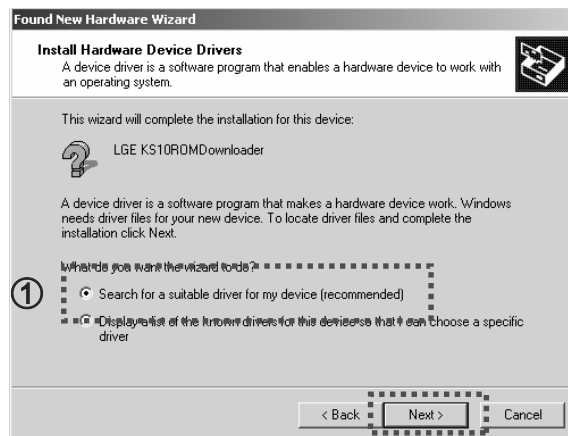 Found New Hardware Wizard
Install Hardware Device Drivers
A device driver is a software program that enables a hardware device to work with
an operating system.
This wizard will complete the installation for this device:
LGE KS10ROMDownloader
A device driver is a software program that makes a hardware device work. Windows
needs driver files for your new device. To locate driver files and complete the
installation click Next.
What do you want the wizard to do?
① Search for a suitable driver for my device (recommended)
Display a list of the known drivers for this device so that I can choose a specific
driver
< Back Next > Cancel